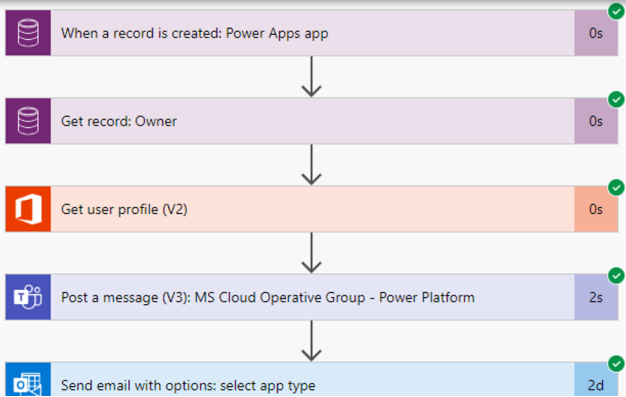 When a record is created: Power Apps app 0s
Get record: Owner 0s
Get user profile (V2) 0s
Post a message (V3): MS Cloud Operative Group - Power Platform 2s
Send email with options: select app type 2d